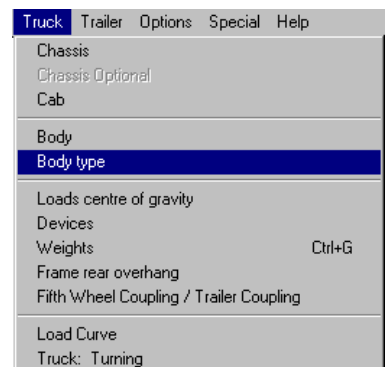 Truck Trailer Options Special Help
Chassis
Chassis Optional
Cab
Body
Body type
Loads centre of gravity
Devices
Weights Ctrl+G
Frame rear overhang
Fifth Wheel Coupling / Trailer Coupling
Load Curve
Truck: Turning